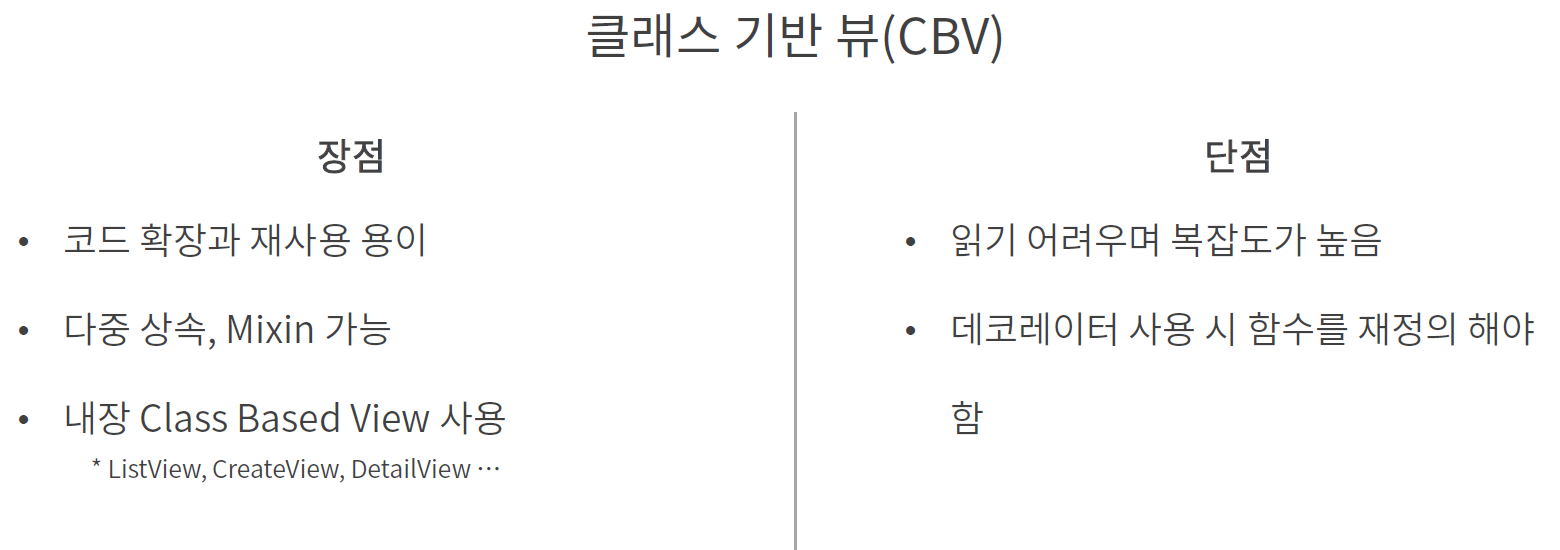 클래스 기반 뷰(CBV)
장점
• 코드 확장과 재사용 용이
• 다중 상속, Mixin 가능
• 내장 Class Based View 사용
* ListView, CreateView, DetailView ⋯
단점
• 읽기 어려우며 복잡도가 높음
• 데코레이터 사용 시 함수를 재정의 해야
함